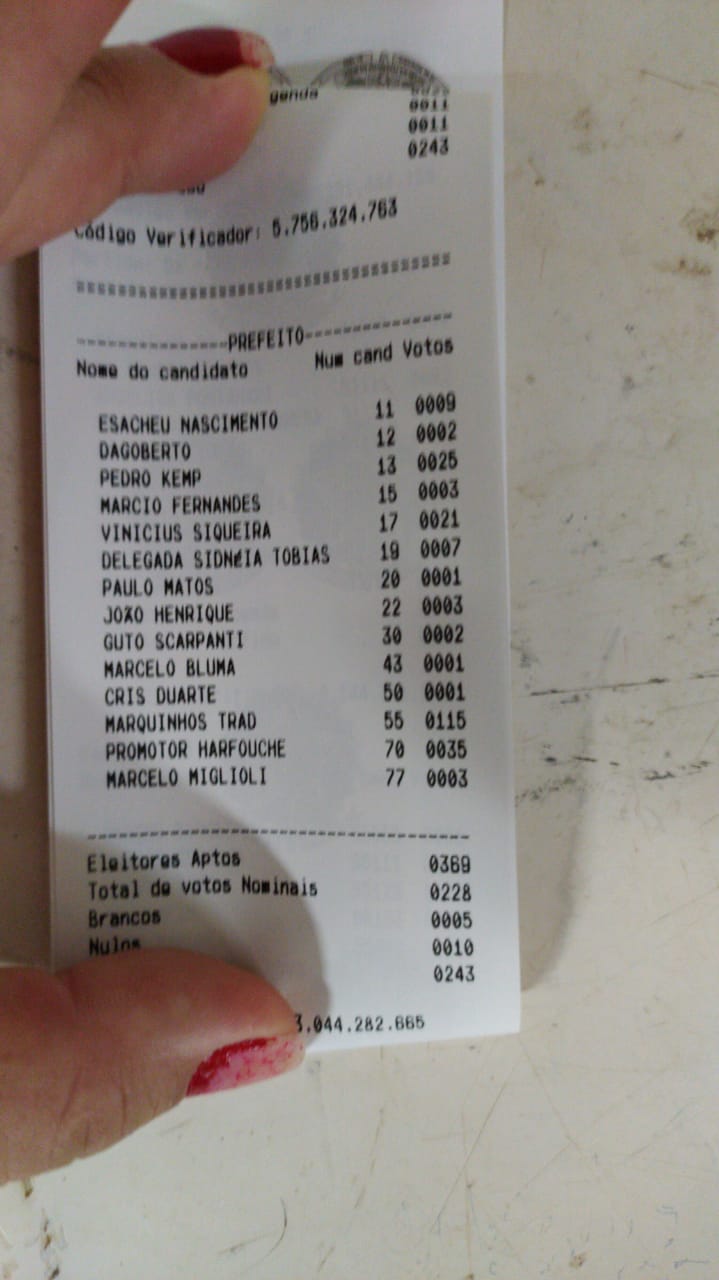 genda
0011
0011
0243
Código Verificador: 5.756.324.763
================================
---------------PREFEITO---------------
Nome do candidato Num cand Votos
ESACHEU NASCIMENTO 11 0009
DAGOBERTO 12 0002
PEDRO KEMP 13 0025
MARCIO FERNANDES 15 0003
VINICIUS SIQUEIRA 17 0021
DELEGADA SIDNéIA TOBIAS 19 0007
PAULO MATOS 20 0001
JOÃO HENRIQUE 22 0003
GUTO SCARPANTI 30 0002
MARCELO BLUMA 43 0001
CRIS DUARTE 50 0001
MARQUINHOS TRAD 55 0115
PROMOTOR HARFOUCHE 70 0035
MARCELO MIGLIOLI 77 0003
----------------------------------------
Eleitores Aptos 0369
Total de votos Nominais 0228
Brancos 0005
Nulos 0010
0243
3.044.282.665